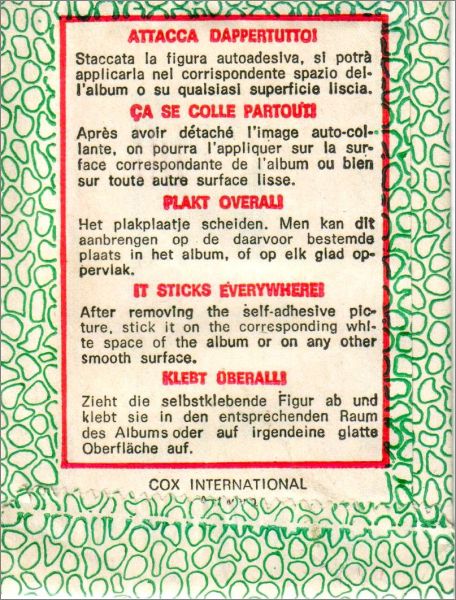 ATTACCA DAPPERTUTTO!
Staccata la figura autoadesiva, si potrà
applicarla nel corrispondente spazio del-
l'album o su qualsiasi superficie liscia.
ÇA SE COLLE PARTOUT!
Après avoir détaché l'image auto-col-
lante, on pourra l'appliquer sur la sur-
face correspondante de l'album ou bien
sur toute autre surface lisse.
PLAKT OVERAL!
Het plakplaatje scheiden. Men kan dit
aanbrengen op de daarvoor bestemde
plaats in het album, of op elk glad op-
pervlak.
IT STICKS EVERYWHERE!
After removing the self-adhesive pic-
ture, stick it on the corresponding whi-
te space of the album or on any other
smooth surface.
KLEBT ÜBERALL!
Zieht die selbstklebende Figur ab und
klebt sie in den entsprechenden Raum
des Albums oder auf irgendeine glatte
Oberfläche auf.
COX INTERNATIONAL